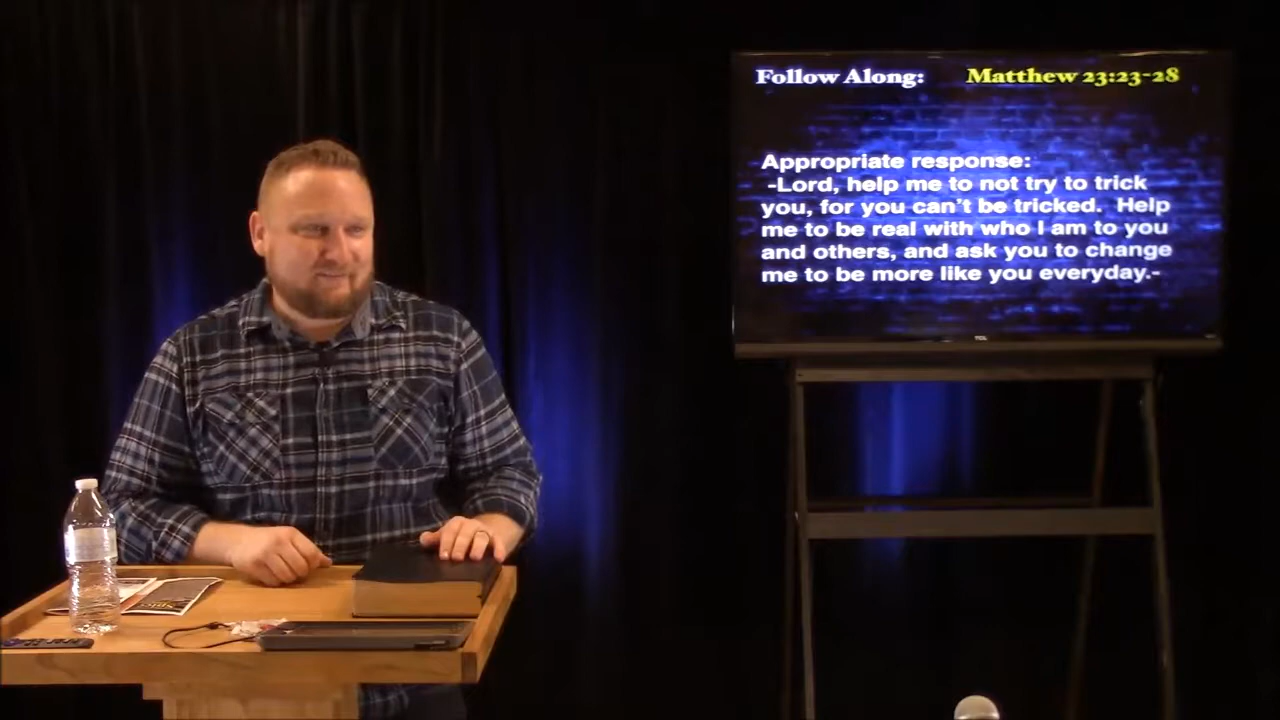 Follow Along: Matthew 23:23-28
Appropriate response:
-Lord, help me to not try to trick
you, for you can't be tricked. Help
me to be real with who I am to you
and others, and ask you to change
me to be more like you everyday.-
TCL